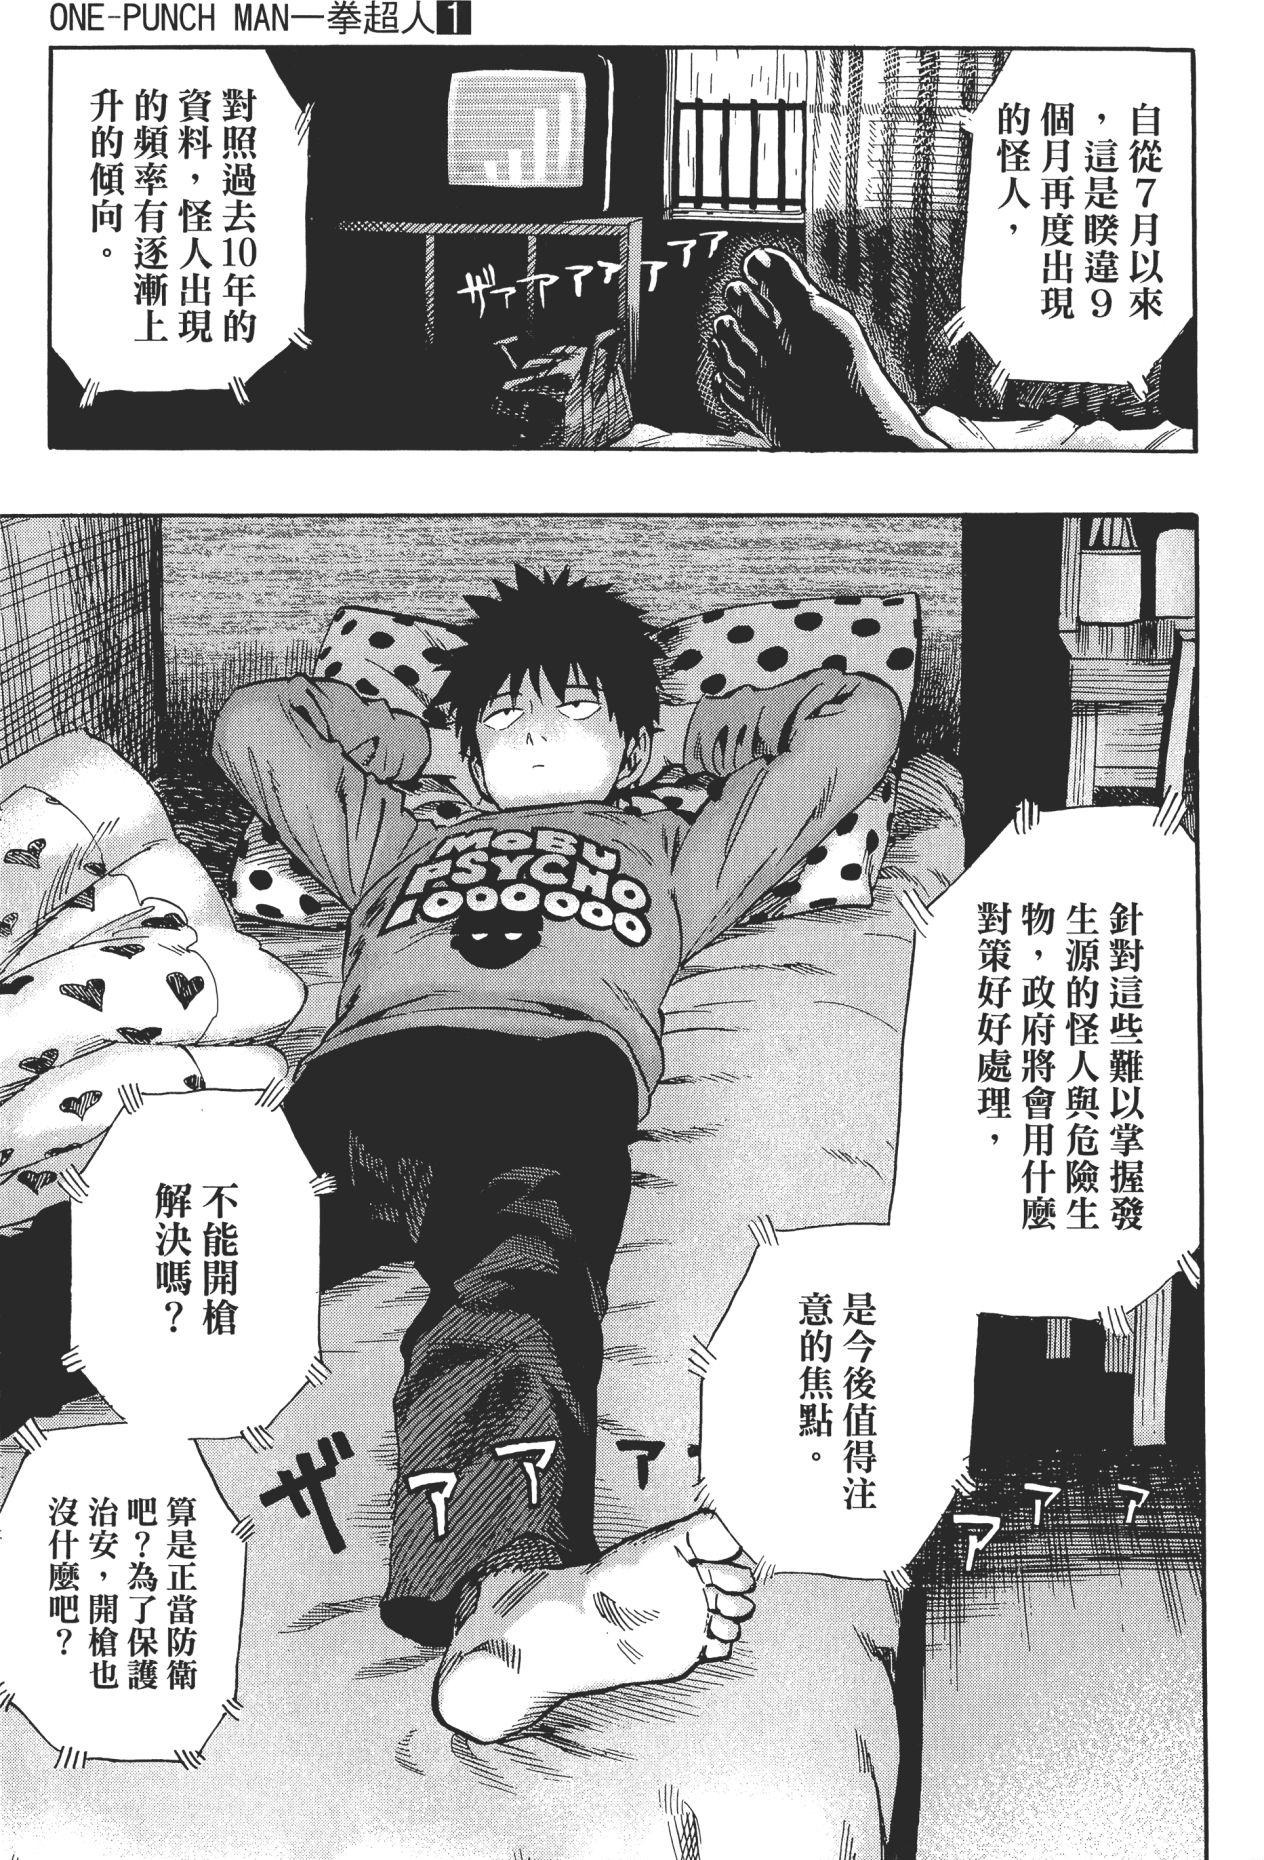 ONE-PUNCH MAN一拳超人1
自從7月以來
，這是睽違9
個月再度出現
的怪人，
對照過去10年的
資料，怪人出現
的頻率有逐漸上
升的傾向。
ザァアアアアアア
MOBU
PSYCHO
1000000
針對這些難以掌握發
生源的怪人與危險生
物，政府將會用什麼
對策好好處理，
是今後值得注
意的焦點。
不能開槍
解決嗎？
算是正當防衛
吧？為了保護
治安，開槍也
沒什麼吧？
ザアアアアアア